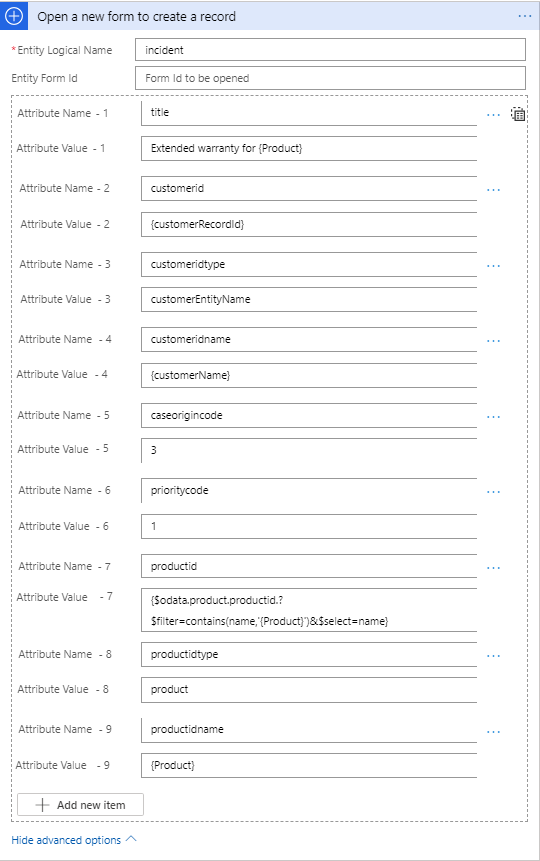 Open a new form to create a record
...
*Entity Logical Name incident
Entity Form Id Form Id to be opened
Attribute Name - 1 title ...
Attribute Value - 1 Extended warranty for {Product}
Attribute Name - 2 customerid ...
Attribute Value - 2 {customerRecordId}
Attribute Name - 3 customeridtype ...
Attribute Value - 3 customerEntityName
Attribute Name - 4 customeridname ...
Attribute Value - 4 {customerName}
Attribute Name - 5 caseorigincode ...
Attribute Value - 5 3
Attribute Name - 6 prioritycode ...
Attribute Value - 6 1
Attribute Name - 7 productid ...
Attribute Value - 7 {$odata.product.productid.?
$filter=contains(name,'{Product}')&$select=name}
Attribute Name - 8 productidtype ...
Attribute Value - 8 product
Attribute Name - 9 productidname ...
Attribute Value - 9 {Product}
Add new item
Hide advanced options